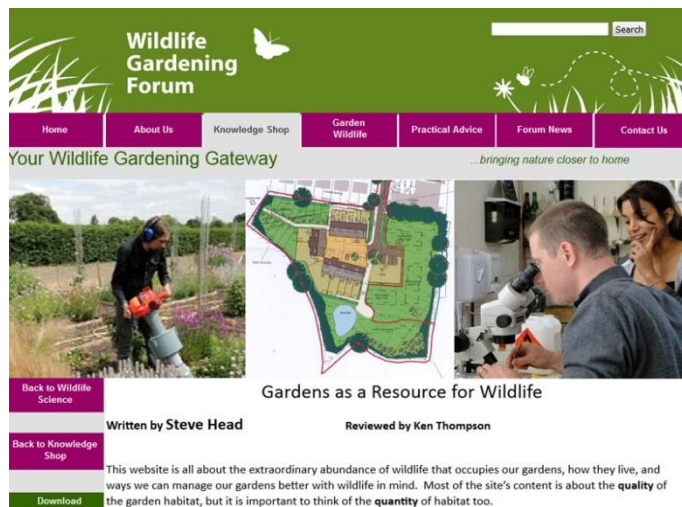 Wildlife
Gardening
Forum
Search
Home
About Us
Knowledge Shop
Garden
Wildlife
Practical Advice
Forum News
Contact Us
Your Wildlife Gardening Gateway
...bringing nature closer to home
Back to Wildlife
Science
Gardens as a Resource for Wildlife
Written by Steve Head
Reviewed by Ken Thompson
Back to Knowledge
Shop
This website is all about the extraordinary abundance of wildlife that occupies our gardens, how they live, and
ways we can manage our gardens better with wildlife in mind. Most of the site's content is about the quality of
the garden habitat, but it is important to think of the quantity of habitat too.
Download